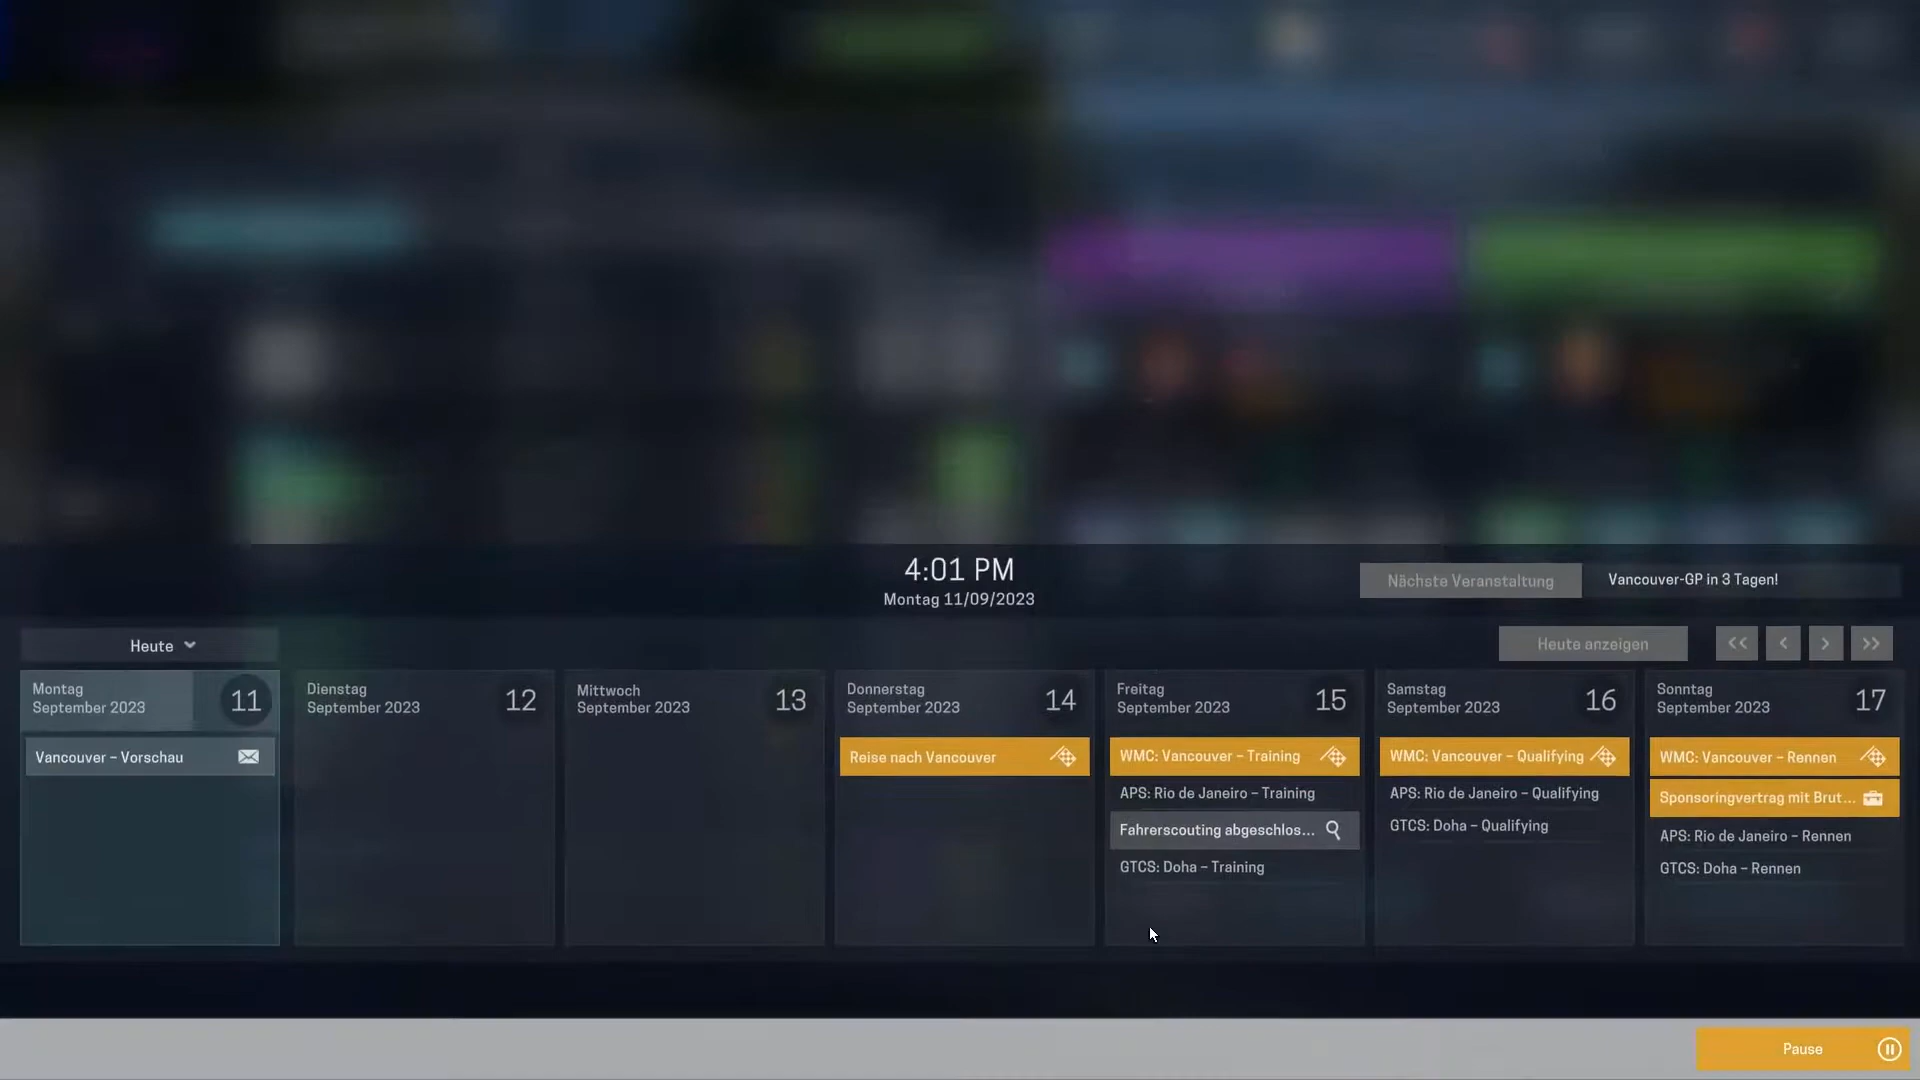 4:01 PM
Montag 11/09/2023
Nächste Veranstaltung
Vancouver-GP in 3 Tagen!
Heute
Heute anzeigen
<< < > >>
Montag
September 2023
11
Vancouver – Vorschau
Dienstag
September 2023
12
Mittwoch
September 2023
13
Donnerstag
September 2023
14
Reise nach Vancouver
Freitag
September 2023
15
WMC: Vancouver – Training
APS: Rio de Janeiro – Training
Fahrerscouting abgeschlos...
GTCS: Doha – Training
Samstag
September 2023
16
WMC: Vancouver – Qualifying
APS: Rio de Janeiro – Qualifying
GTCS: Doha – Qualifying
Sonntag
September 2023
17
WMC: Vancouver – Rennen
Sponsoringvertrag mit Brut...
APS: Rio de Janeiro – Rennen
GTCS: Doha – Rennen
Pause